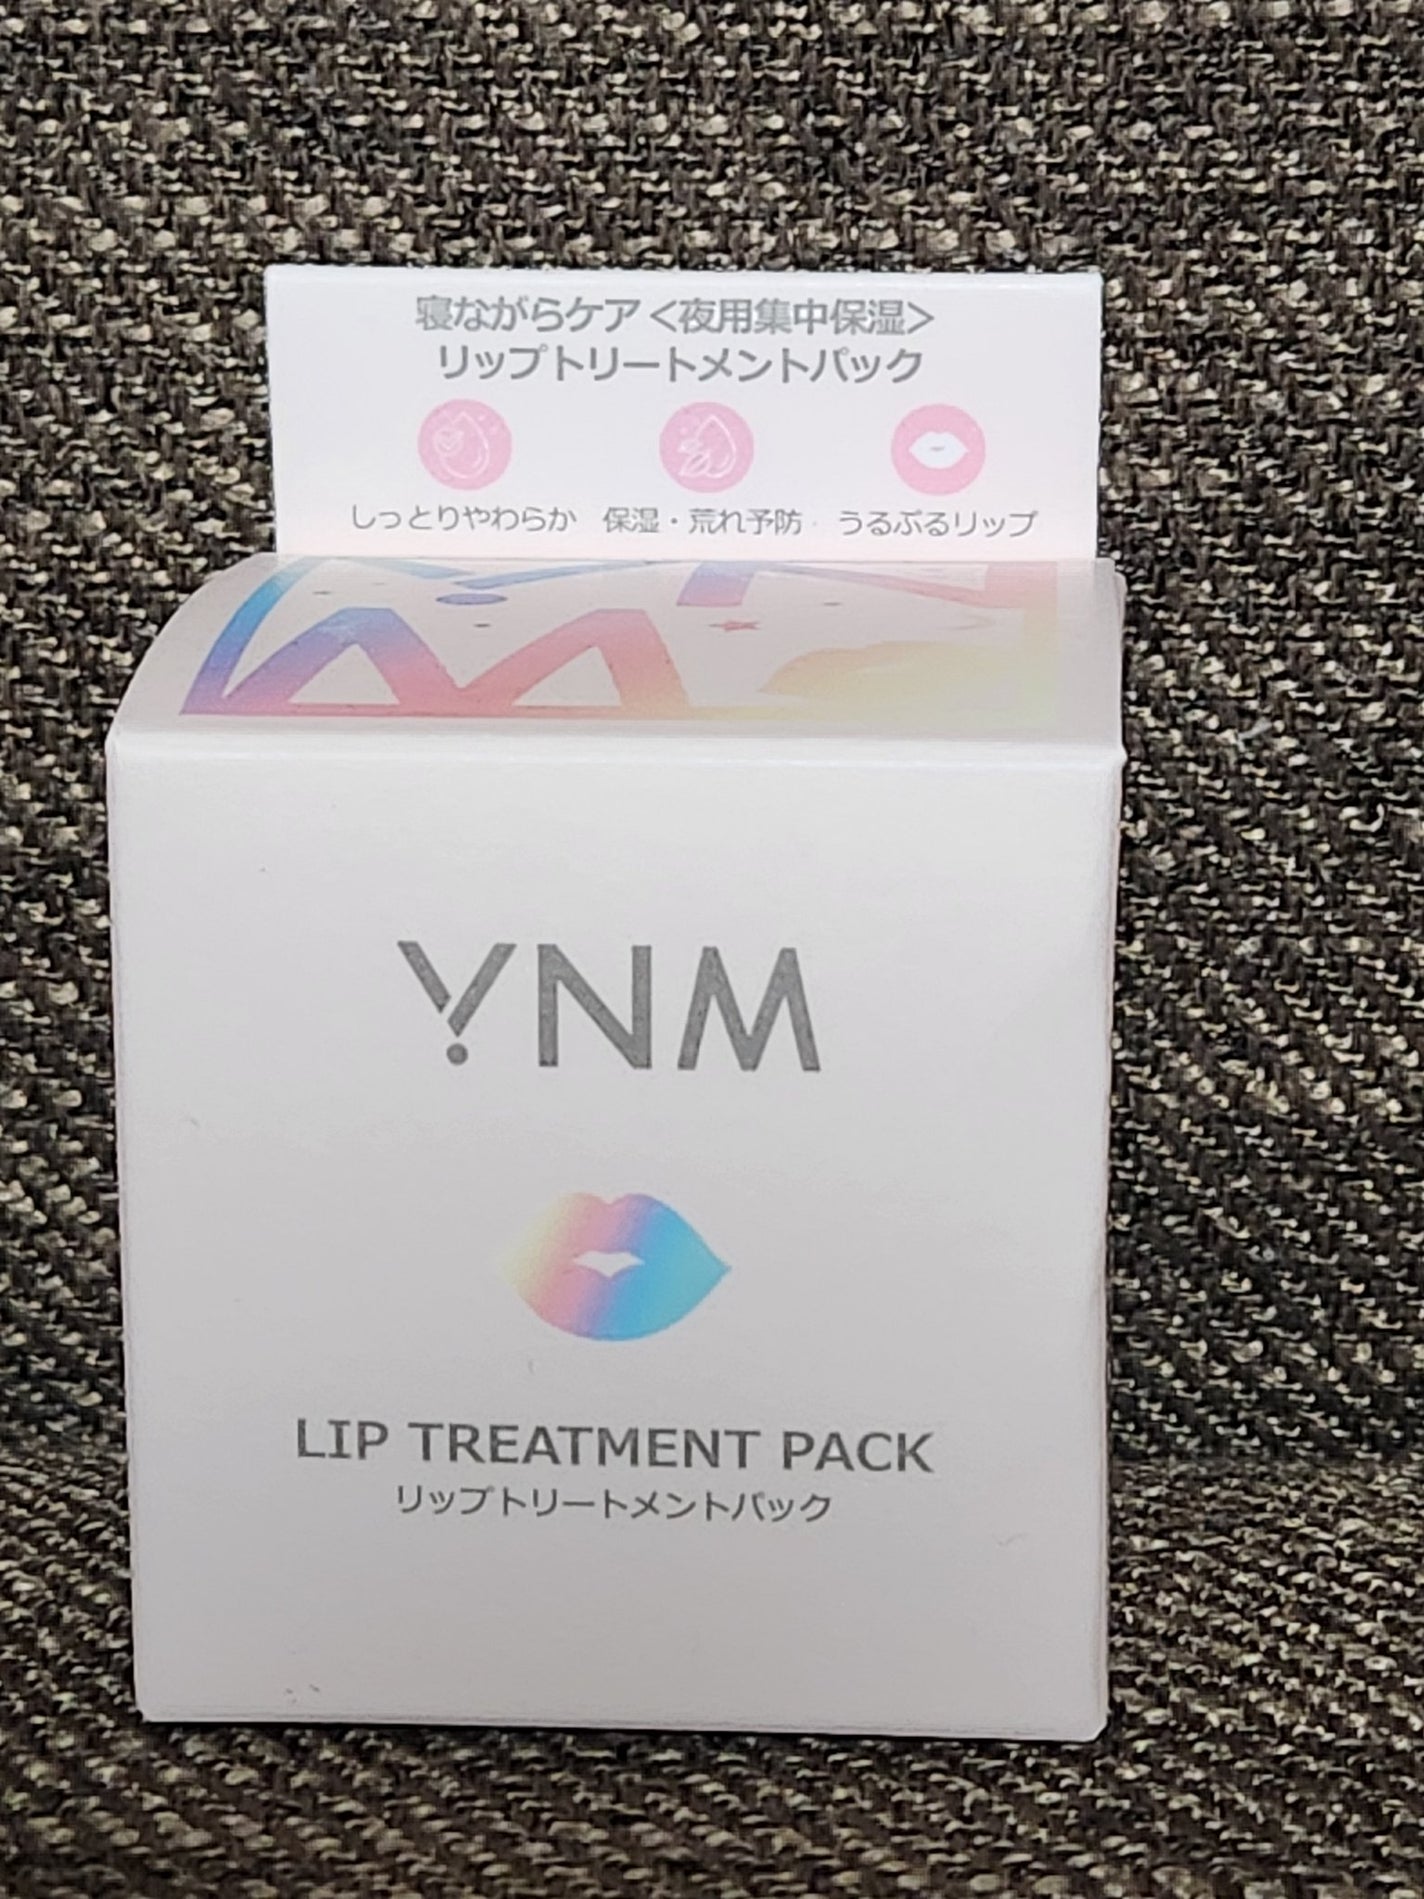 寝ながらケア<夜用集中保湿>
リップトリートメントパック
しっとりやわらか 保湿・荒れ予防 うるぷるリップ
YNM
LIP TREATMENT PACK
リップトリートメントパック